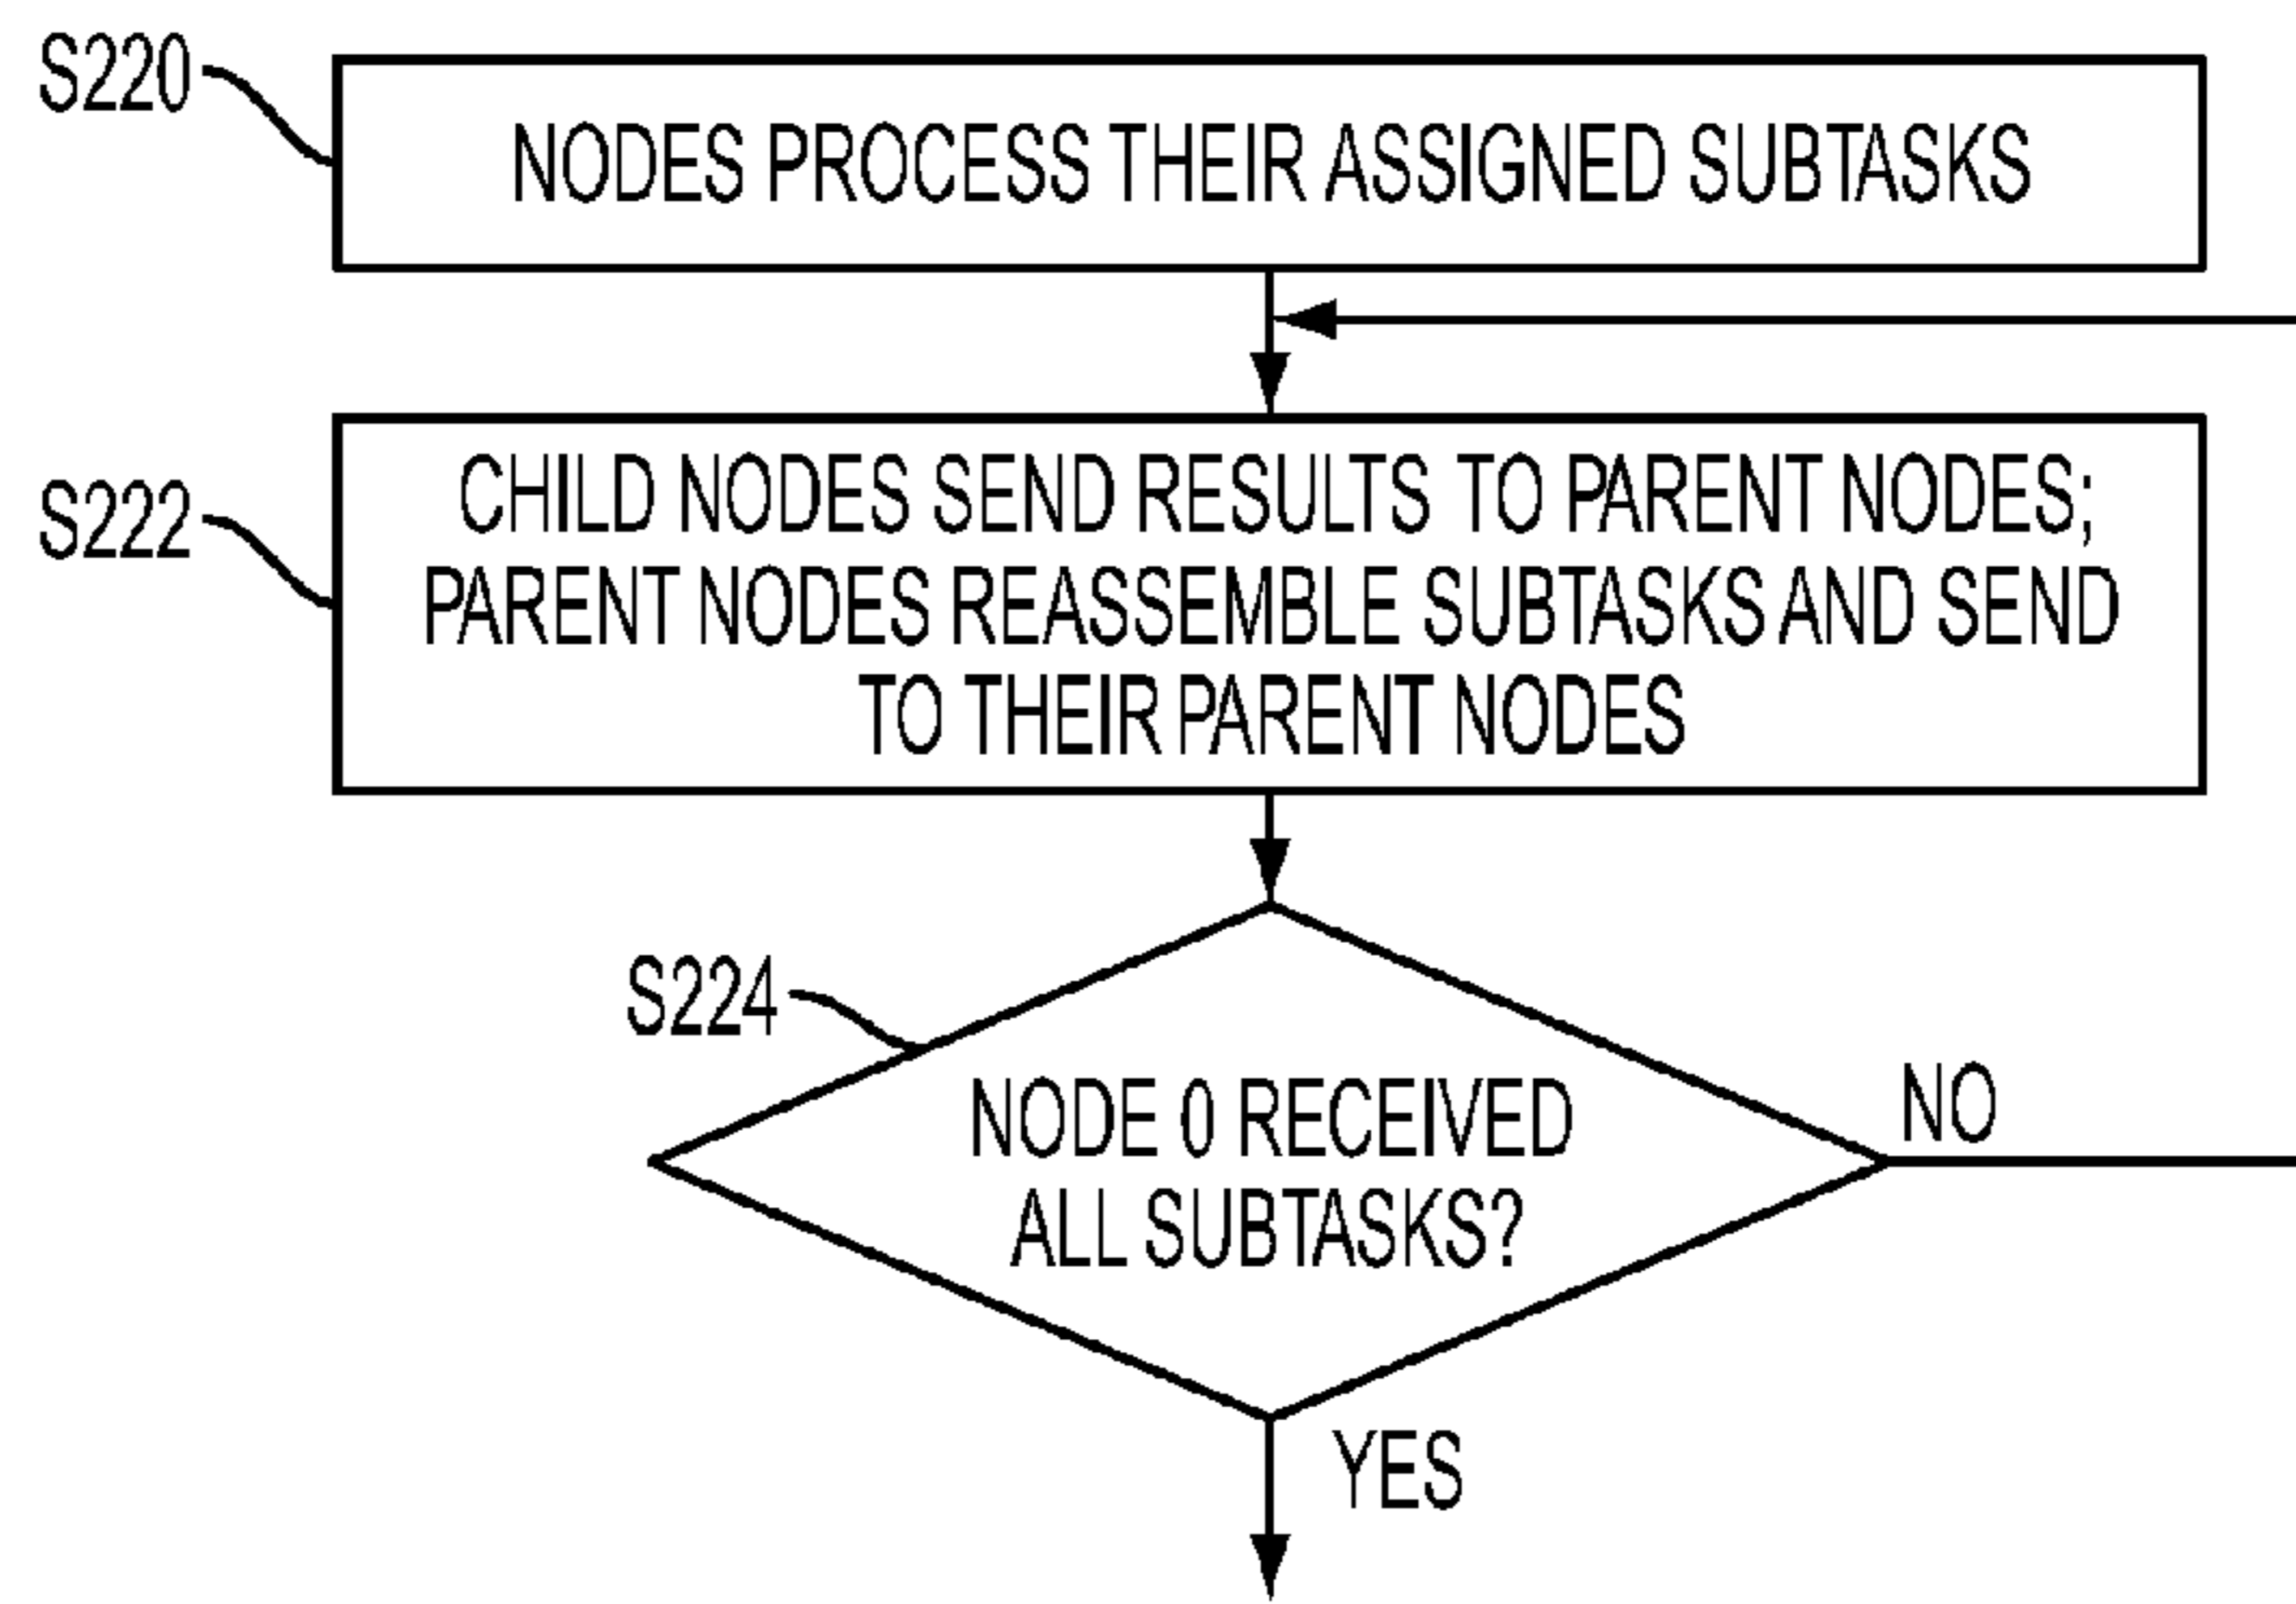 S220
NODES PROCESS THEIR ASSIGNED SUBTASKS
S222
CHILD NODES SEND RESULTS TO PARENT NODES;
PARENT NODES REASSEMBLE SUBTASKS AND SEND
TO THEIR PARENT NODES
S224
NODE 0 RECEIVED
ALL SUBTASKS?
NO
YES